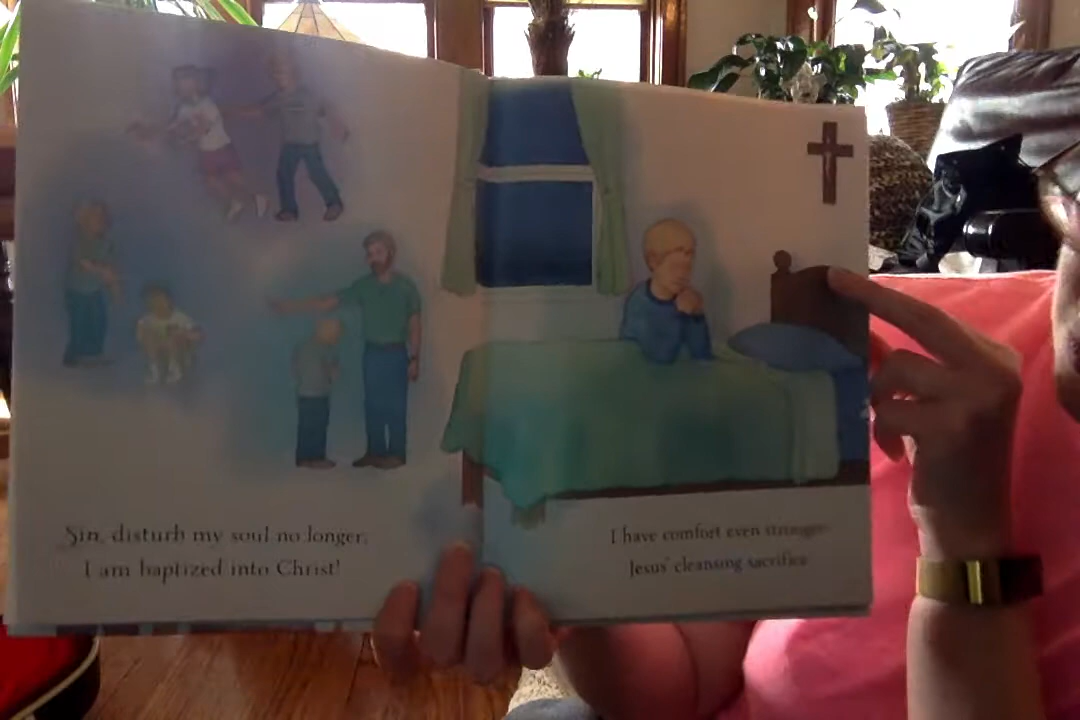 Sin, disturb my soul no longer;
I am baptized into Christ!
I have comfort even stronger:
Jesus' cleansing sacrifice